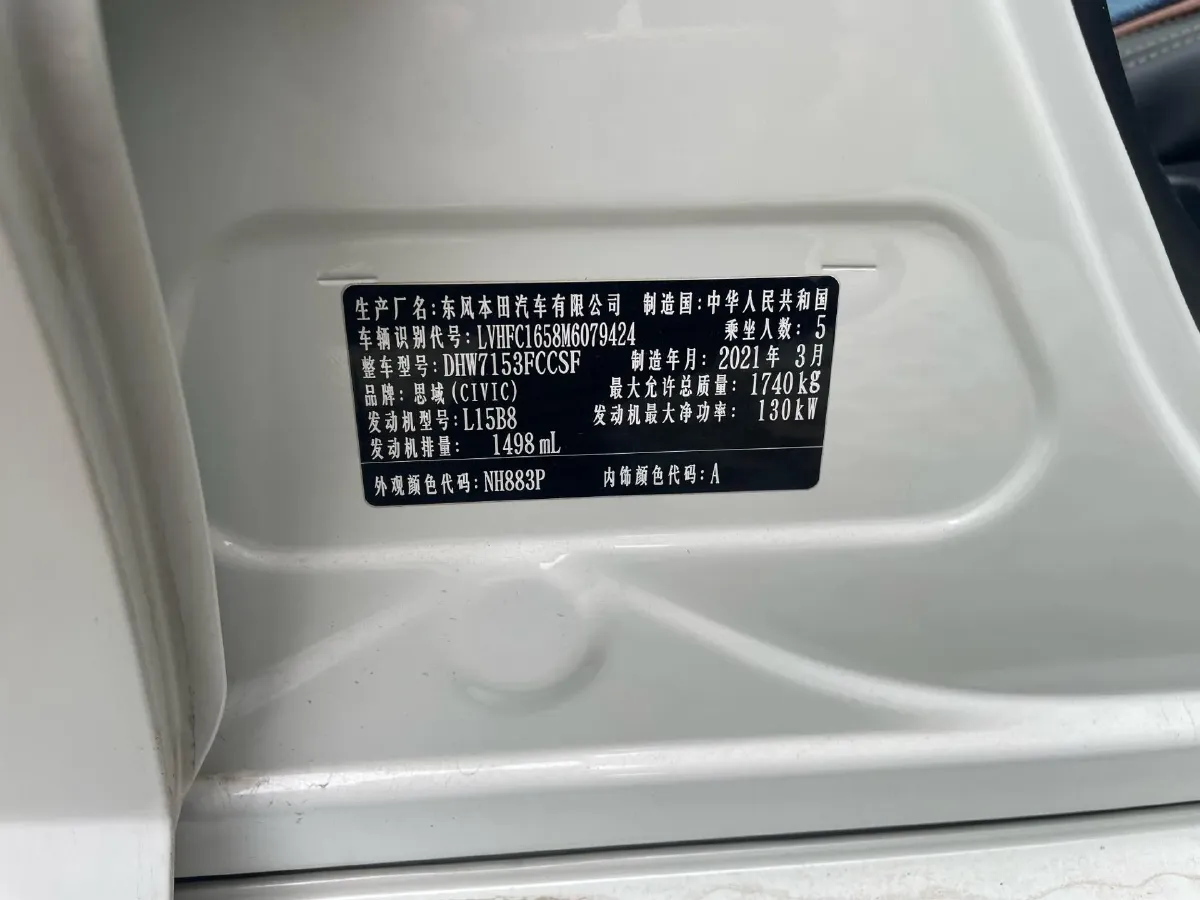 生产厂名:东风本田汽车有限公司 制造国:中华人民共和国
车辆识别代号:LVHFC1658M6079424 乘坐人数: 5
整车型号:DHW7153FCCSF 制造年月: 2021年 3月
品牌: 思域(CIVIC) 最大允许总质量: 1740kg
发动机型号:L15B8 发动机最大净功率: 130kW
发动机排量: 1498mL
外观颜色代码:NH883P 内饰颜色代码:A